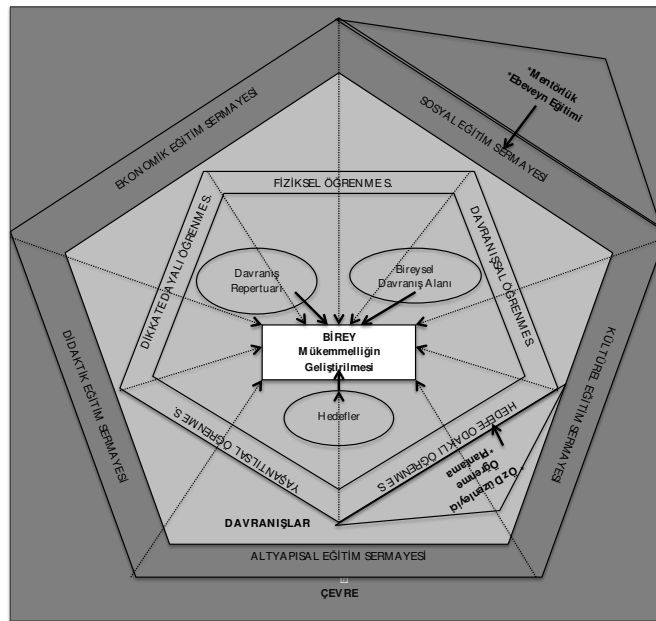 EKONOMİK EĞİTİM SERMAYESİ
*Mentörlük
*Ebeveyn Eğitimi
SOSYAL EĞİTİM SERMAYESİ
FİZİKSEL ÖĞRENME S.
DİKKATE DAYALI ÖĞRENME S.
DAVRANIŞSAL ÖĞRENME S.
Davranış
Repertuarı
Bireysel
Davranış Alanı
BİREY
Mükemmelliğin
Geliştirilmesi
Hedefler
DİDAKTİK EĞİTİM SERMAYESİ
KÜLTÜREL EĞİTİM SERMAYESİ
YAŞANTILSAL ÖĞRENME S.
HEDEFE ODAKLI ÖĞRENME S.
* Öz Düzenleyici
Öğrenme
*Planlama
DAVRANIŞLAR
ALTYAPISAL EĞİTİM SERMAYESİ
ÇEVRE